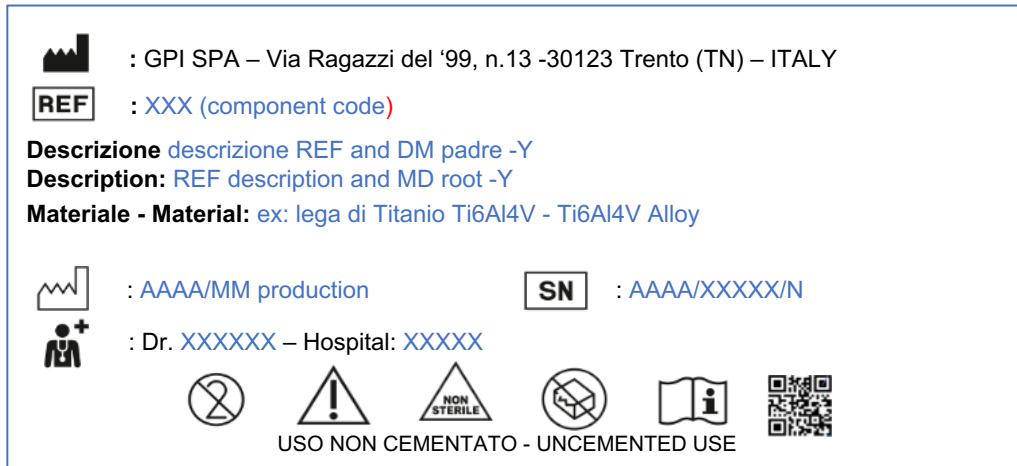 : GPI SPA – Via Ragazzi del ‘99, n.13 -30123 Trento (TN) – ITALY
REF : XXX (component code)
Descrizione descrizione REF and DM padre -Y
Description: REF description and MD root -Y
Materiale - Material: ex: lega di Titanio Ti6Al4V - Ti6Al4V Alloy
: AAAA/MM production SN : AAAA/XXXXX/N
: Dr. XXXXXX – Hospital: XXXXX
2 NON STERILE i
USO NON CEMENTATO - UNCEMENTED USE